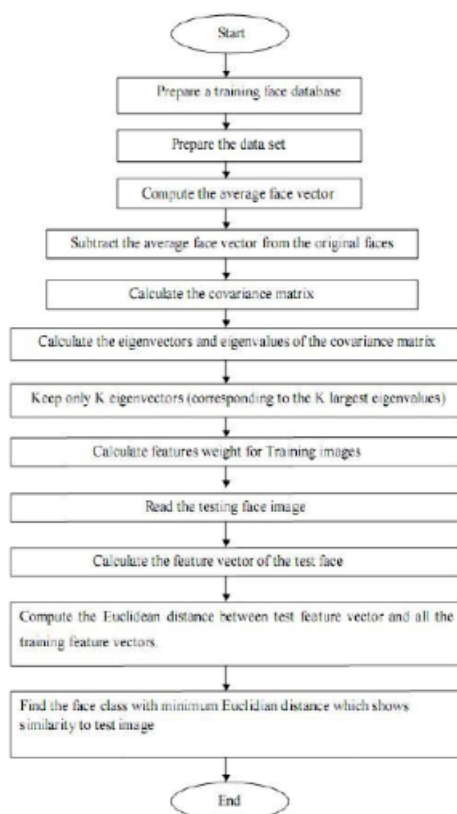 Start
Prepare a training face database
Prepare the data set
Compute the average face vector
Subtract the average face vector from the original faces
Calculate the covariance matrix
Calculate the eigenvectors and eigenvalues of the covariance matrix
Keep only K eigenvectors (corresponding to the K largest eigenvalues)
Calculate features weight for Training images
Read the testing face image
Calculate the feature vector of the test face
Compute the Euclidean distance between test feature vector and all the
training feature vectors.
Find the face class with minimum Euclidian distance which shows
similarity to test image
End